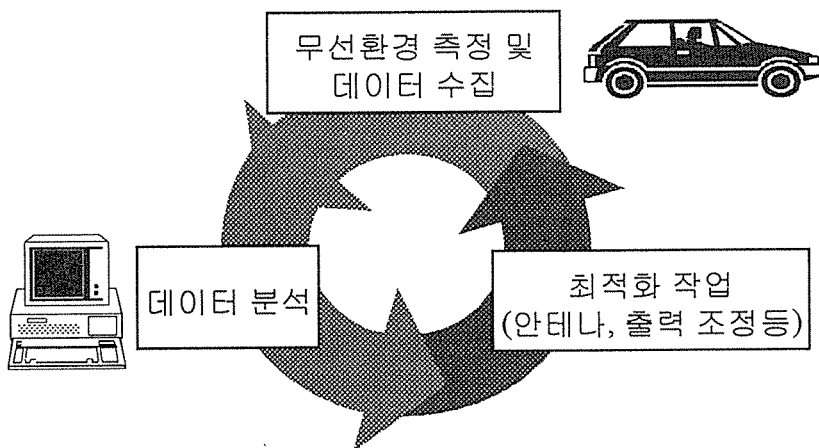 무선환경 측정 및
데이터 수집
데이터 분석
최적화 작업
(안테나, 출력 조정등)